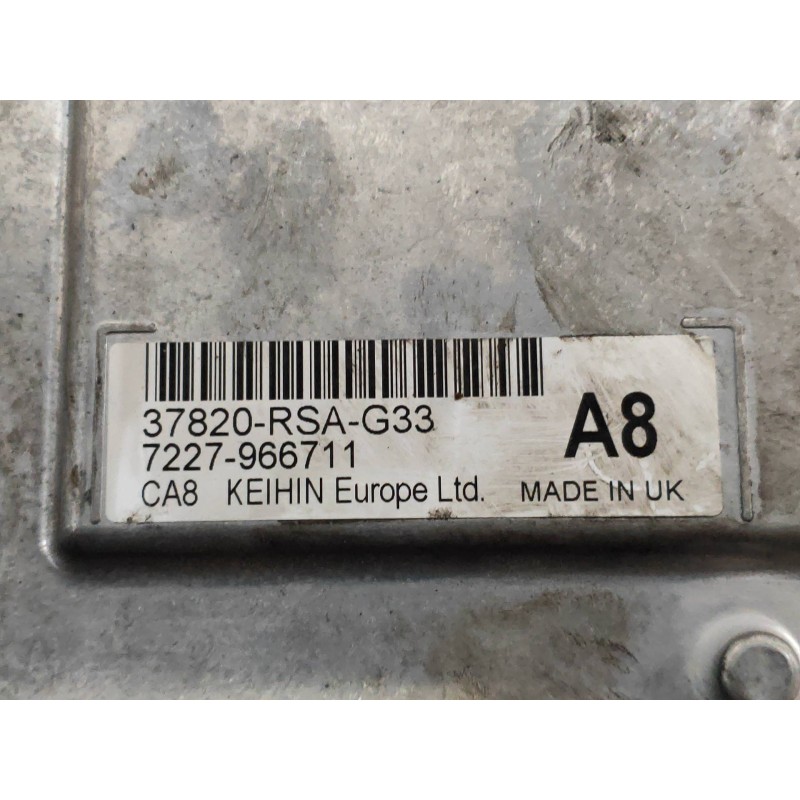 37820-RSA-G33
7227-966711
A8
CA8 KEIHIN Europe Ltd. MADE IN UK